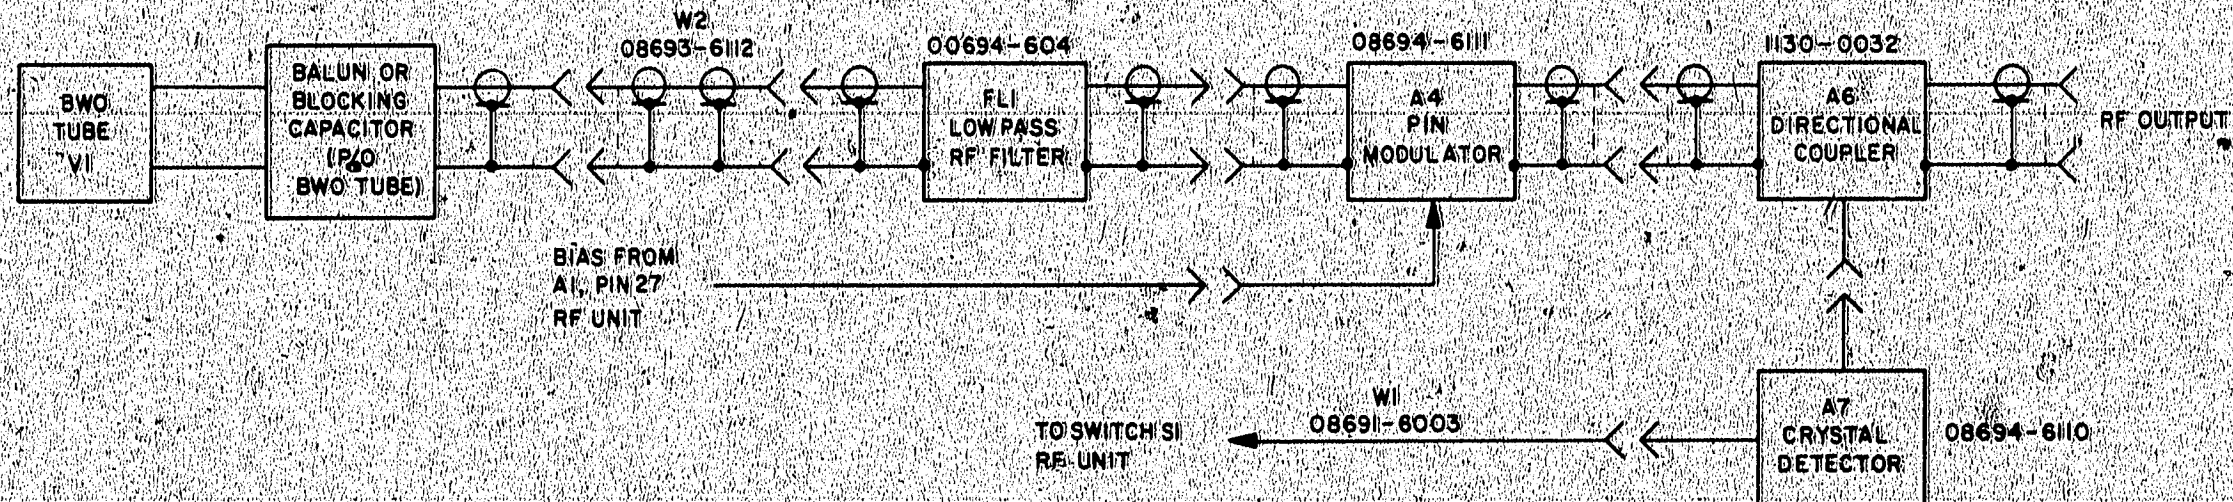 BWO
TUBE
V1
BALUN OR
BLOCKING
CAPACITOR
(P/O
BWO TUBE)
W2
08693-6112
00694-604
FL1
LOW PASS
RF FILTER
08694-6111
A4
PIN
MODULATOR
1130-0032
A6
DIRECTIONAL
COUPLER
RF OUTPUT
BIAS FROM
A1, PIN 27
RF UNIT
TO SWITCH S1
RF UNIT
W1
08691-6003
A7
CRYSTAL
DETECTOR
08694-6110